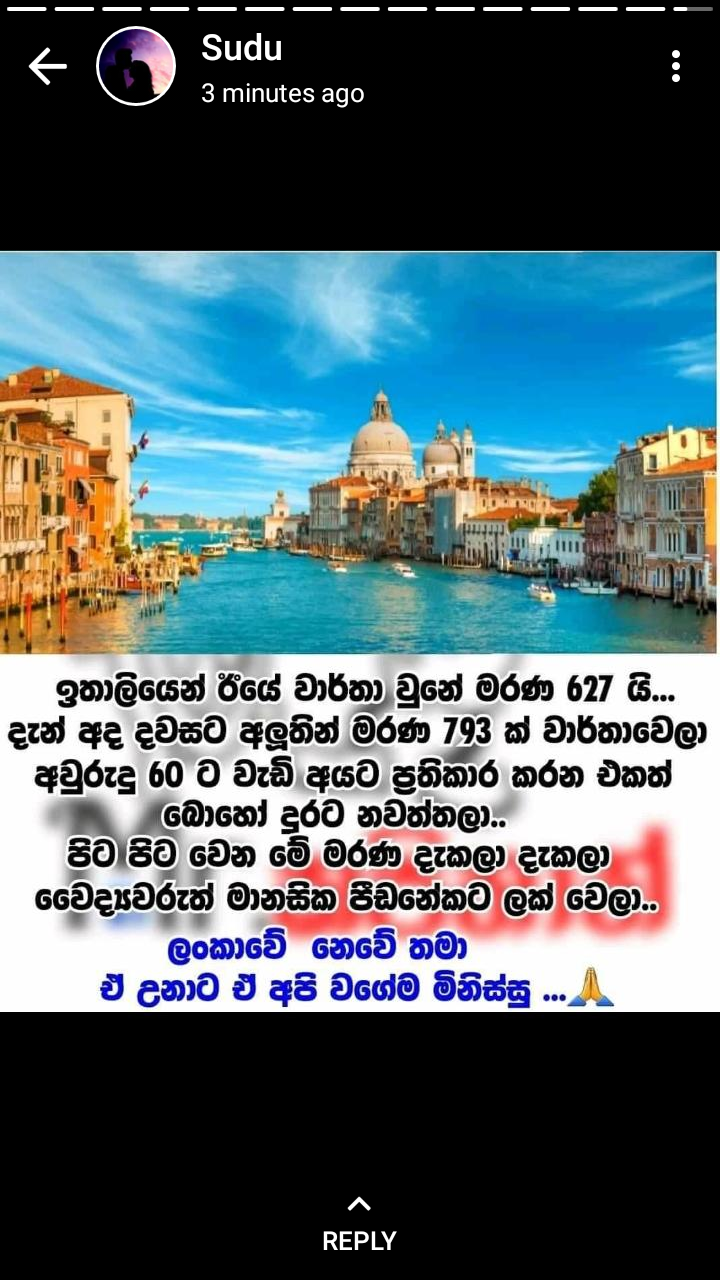 Sudu
3 minutes ago
ඉතාලියෙන් ඊයේ වාර්තා වුනේ මරණ 627 යි...
දැන් අද දවසට අලූතින් මරණ 793 ක් වාර්තාවෙලා
අවුරුදු 60 ට වැඩි අයට ප්‍රතිකාර කරන එකත්
බොහෝ දුරට නවත්තලා..
පිට පිට වෙන මේ මරණ දැකලා දැකලා
වෛද්‍යවරුත් මානසික පීඩනේකට ලක් වෙලා..
ලංකාවේ නෙවේ තමා
ඒ උනාට ඒ අපි වගේම මිනිස්සු ...🙏
REPLY